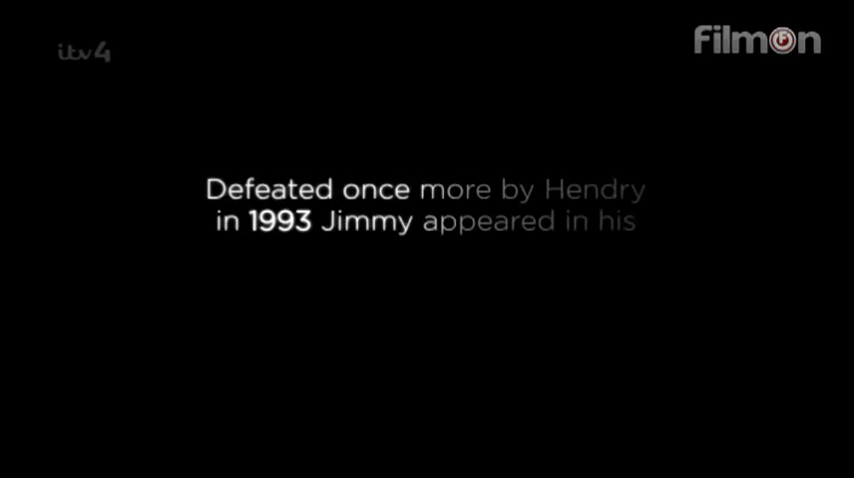 itv4
FilmOn
Defeated once more by Hendry
in 1993 Jimmy appeared in his